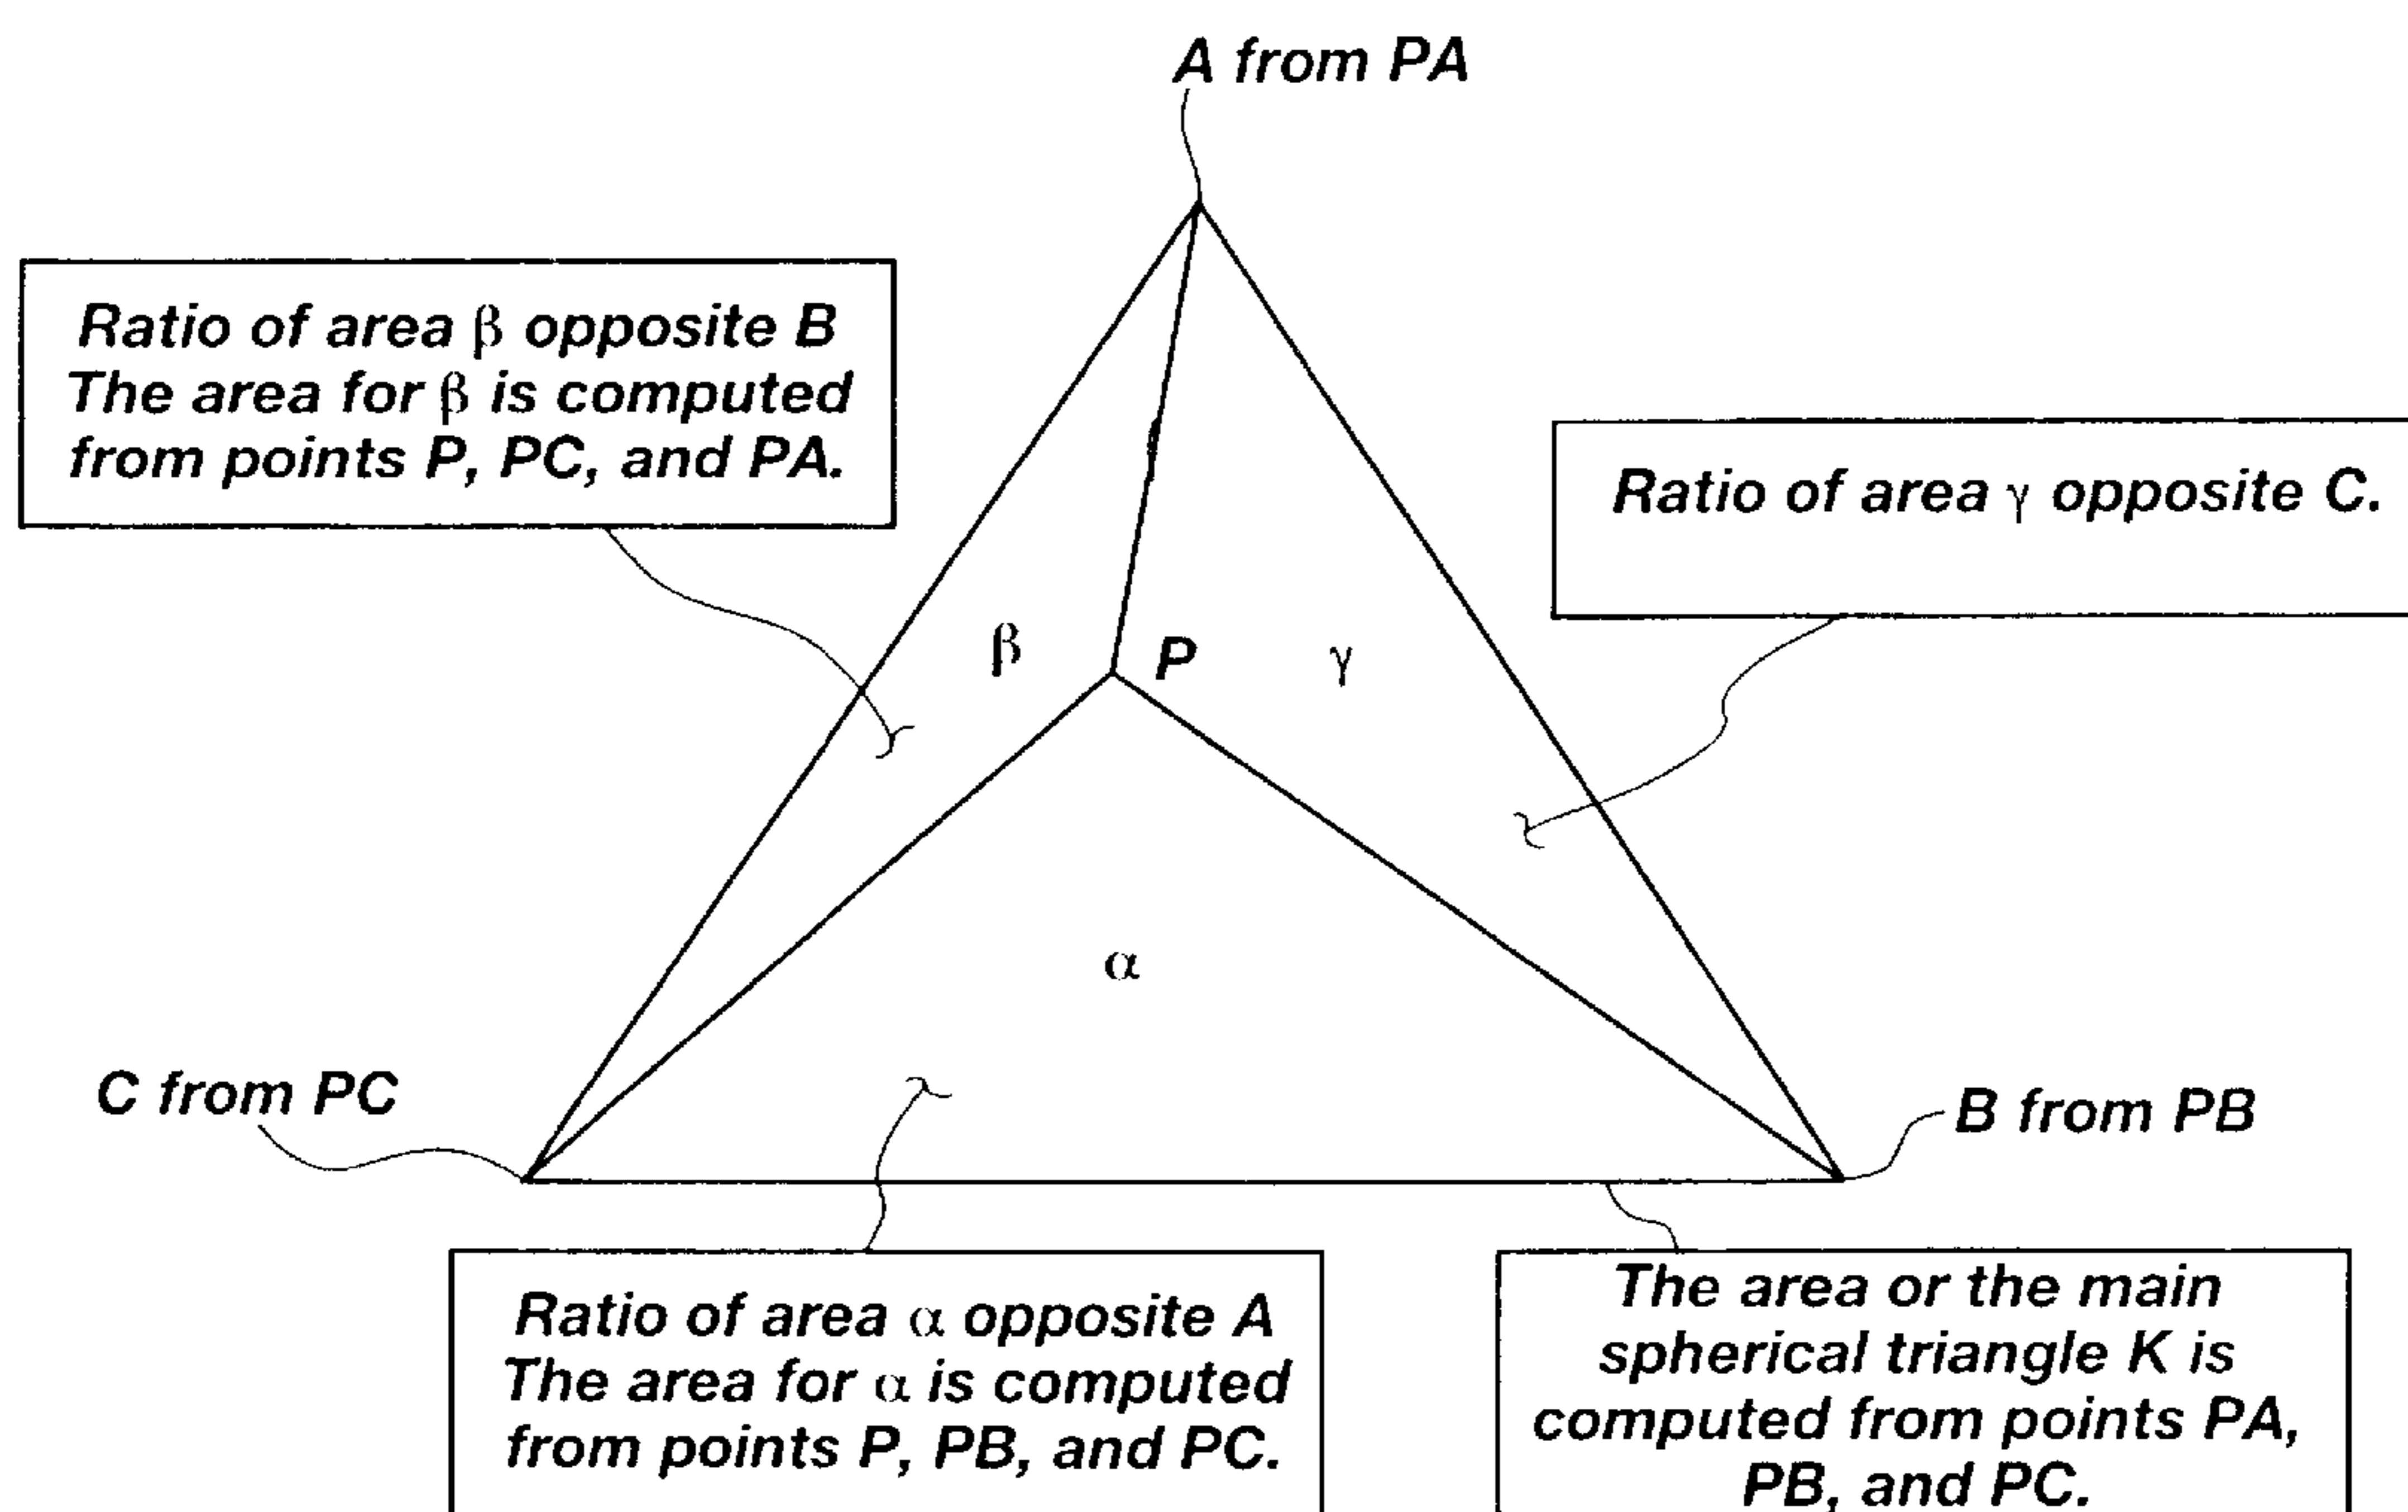 A from PA
Ratio of area β opposite B
The area for β is computed
from points P, PC, and PA.
Ratio of area γ opposite C.
β
P
γ
α
C from PC
B from PB
Ratio of area α opposite A
The area for α is computed
from points P, PB, and PC.
The area or the main
spherical triangle K is
computed from points PA,
PB, and PC.